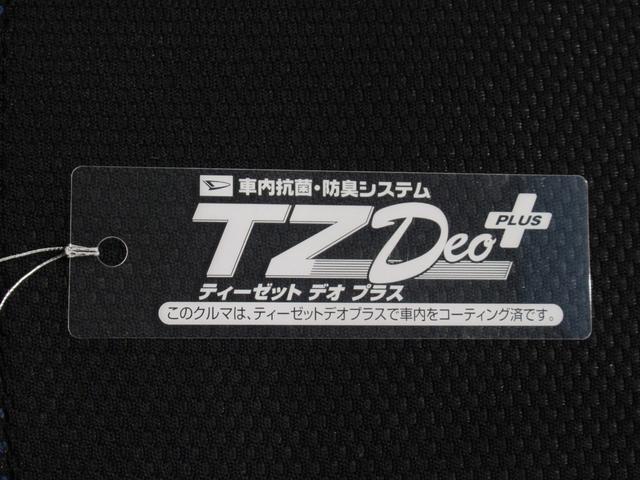 車内抗菌・防臭システム
TZ Deo PLUS
ティーゼット デオ プラス
このクルマは、ティーゼットデオプラスで車内をコーティング済です。